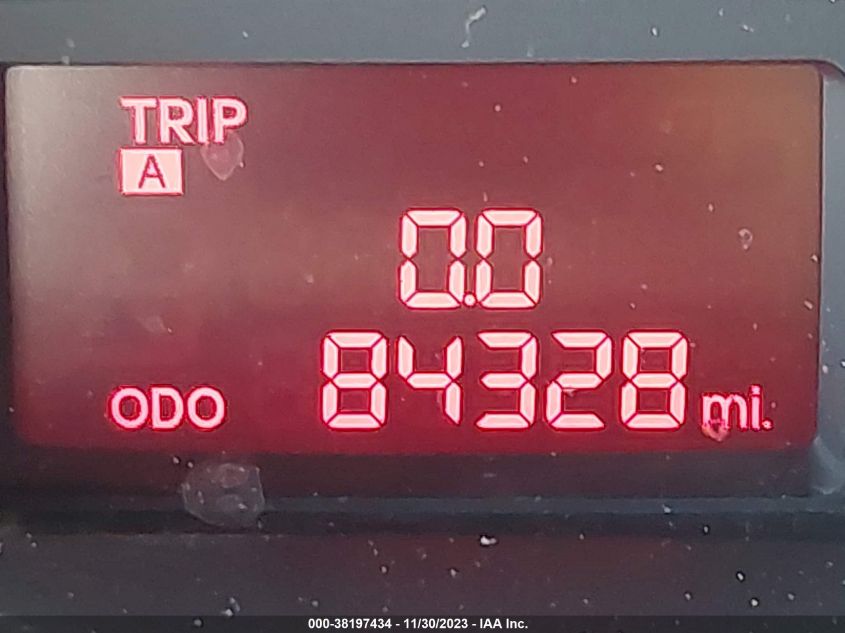 TRIP
A
0.0
ODO 84328 mi.
000-38197434 - 11/30/2023 - IAA Inc.